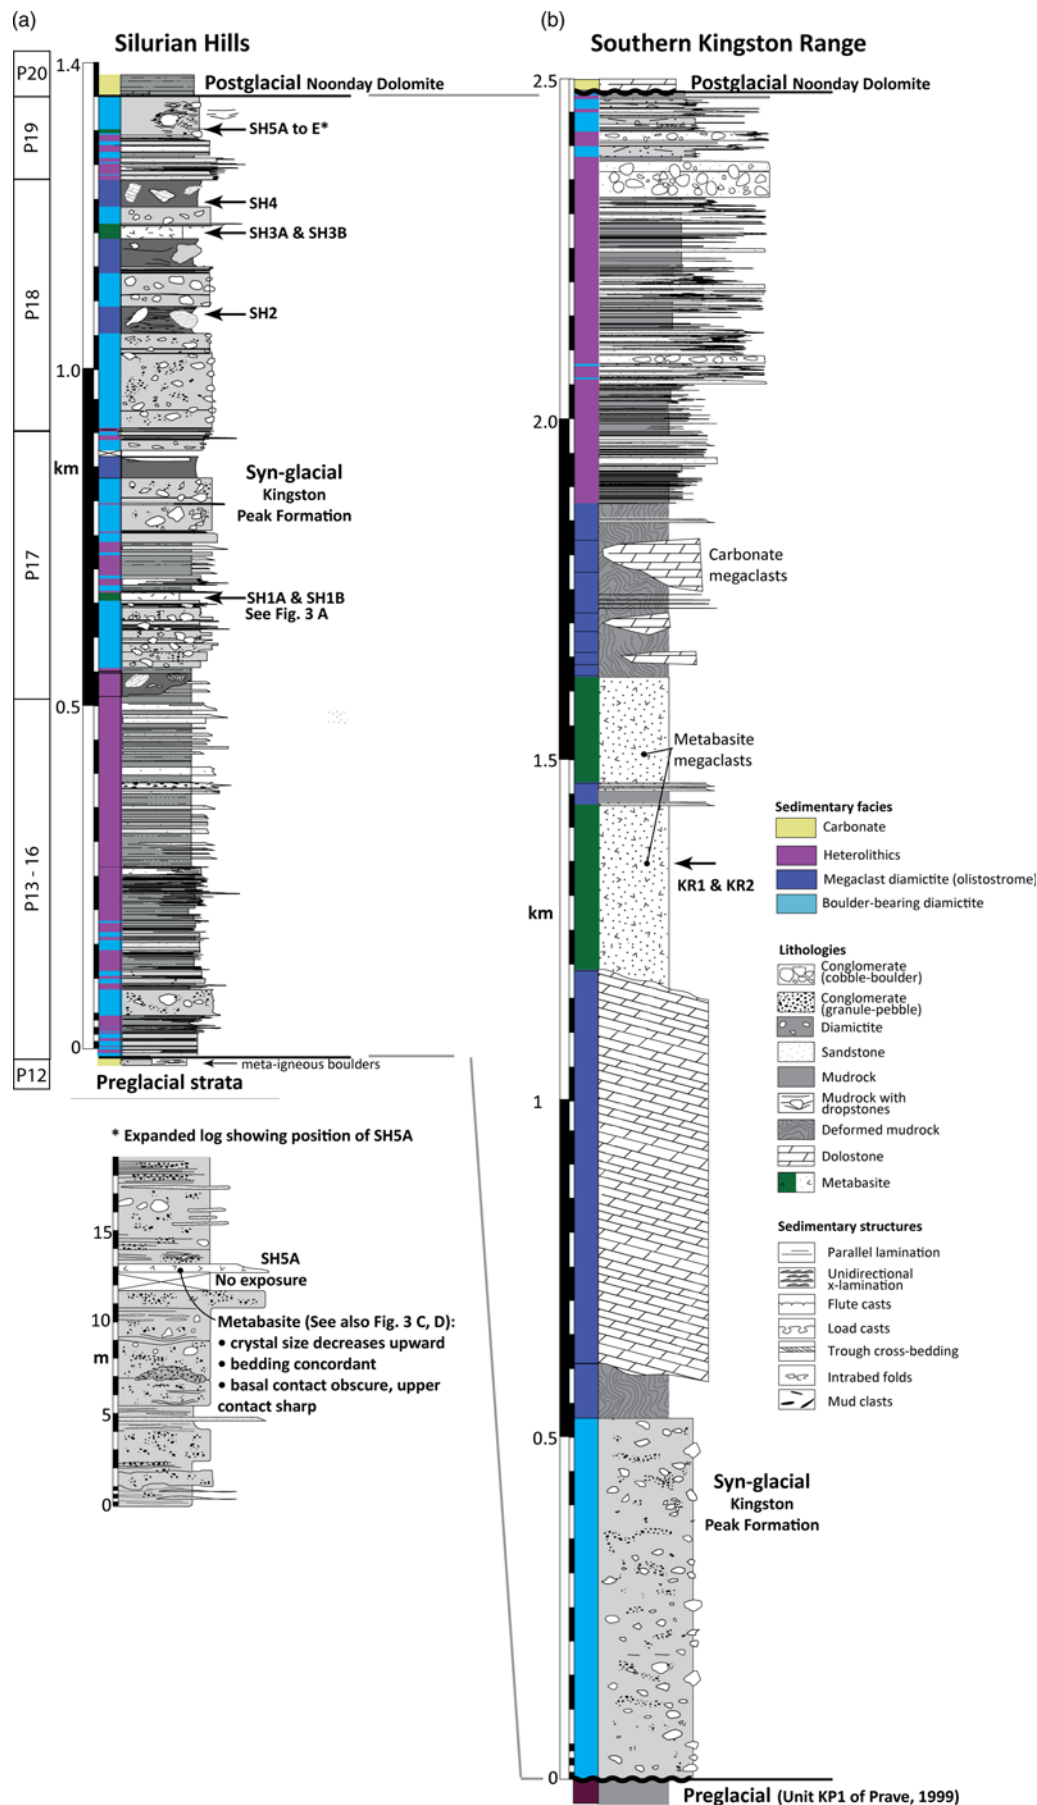 (a)
Silurian Hills
P20
P19
P18
P17
P13 - 16
P12
1.4
1.0
km
0.5
0
Postglacial Noonday Dolomite
SH5A to E*
SH4
SH3A & SH3B
SH2
Syn-glacial
Kingston
Peak Formation
SH1A & SH1B
See Fig. 3 A
meta-igneous boulders
Preglacial strata
* Expanded log showing position of SH5A
15
10
m
5
0
SH5A
No exposure
Metabasite (See also Fig. 3 C, D):
• crystal size decreases upward
• bedding concordant
• basal contact obscure, upper
contact sharp
(b)
Southern Kingston Range
2.5
2.0
1.5
km
1
0.5
0
Postglacial Noonday Dolomite
Carbonate
megaclasts
Metabasite
megaclasts
KR1 & KR2
Syn-glacial
Kingston
Peak Formation
Preglacial (Unit KP1 of Prave, 1999)
Sedimentary facies
Carbonate
Heterolithics
Megaclast diamictite (olistostrome)
Boulder-bearing diamictite
Lithologies
Conglomerate
(cobble-boulder)
Conglomerate
(granule-pebble)
Diamictite
Sandstone
Mudrock
Mudrock with
dropstones
Deformed mudrock
Dolostone
Metabasite
Sedimentary structures
Parallel lamination
Unidirectional
x-lamination
Flute casts
Load casts
Trough cross-bedding
Intrabed folds
Mud clasts